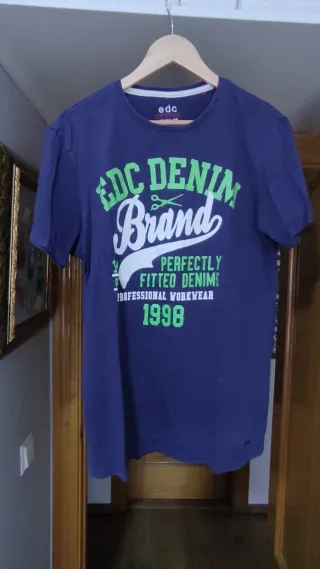 edc
EDC DENIM
Brand
PERFECTLY
FITTED DENIMS
PROFESSIONAL WORKWEAR
1998